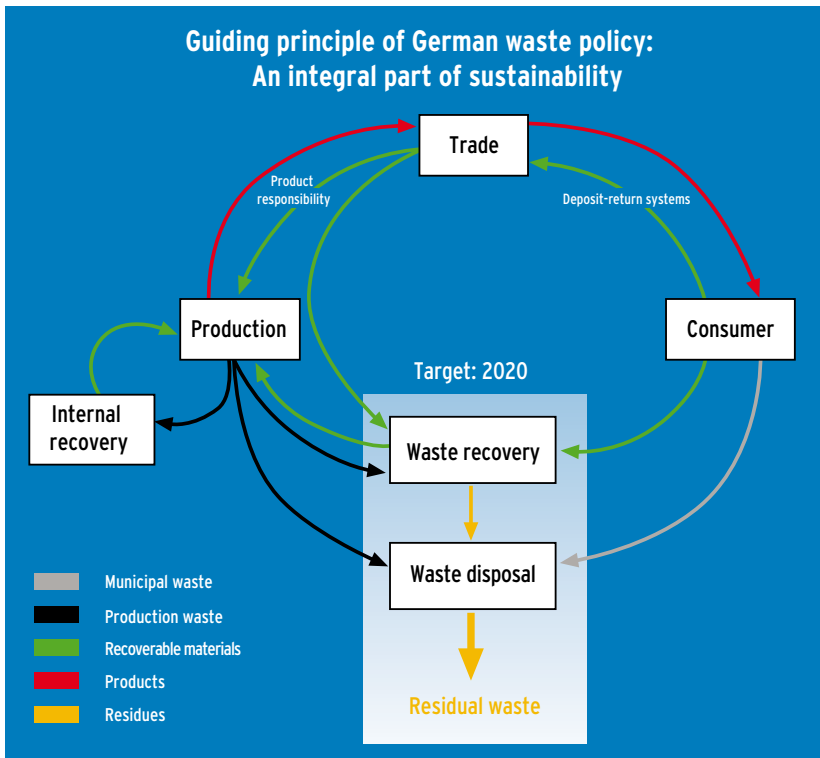 Guiding principle of German waste policy:
An integral part of sustainability
Trade
Product
responsibility
Deposit-return systems
Production
Consumer
Target: 2020
Internal
recovery
Waste recovery
Waste disposal
Municipal waste
Production waste
Recoverable materials
Products
Residues
Residual waste